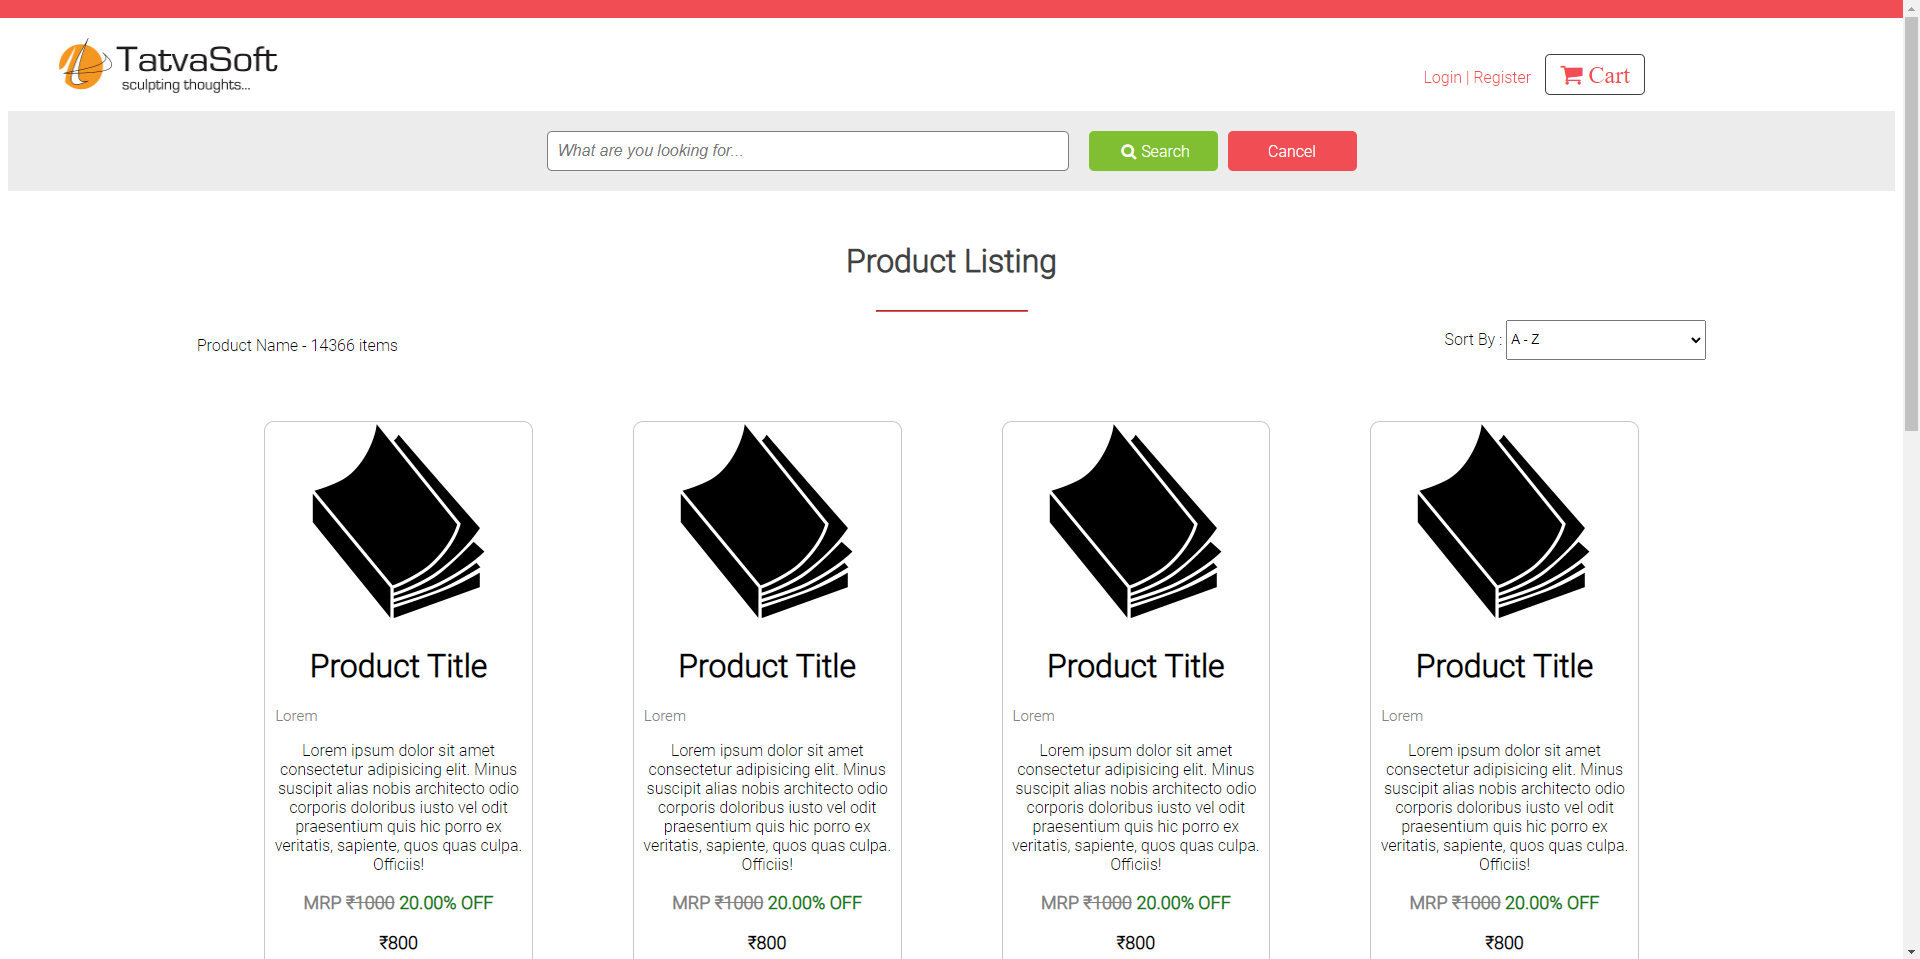 TatvaSoft
sculpting thoughts...
Login | Register
Cart
What are you looking for...
Search
Cancel
Product Listing
Product Name - 14366 items
Sort By :
A - Z
Product Title
Lorem
Lorem ipsum dolor sit amet
consectetur adipisicing elit. Minus
suscipit alias nobis architecto odio
corporis doloribus iusto vel odit
praesentium quis hic porro ex
veritatis, sapiente, quos quas culpa.
Officiis!
MRP ₹1000 20.00% OFF
₹800
Product Title
Lorem
Lorem ipsum dolor sit amet
consectetur adipisicing elit. Minus
suscipit alias nobis architecto odio
corporis doloribus iusto vel odit
praesentium quis hic porro ex
veritatis, sapiente, quos quas culpa.
Officiis!
MRP ₹1000 20.00% OFF
₹800
Product Title
Lorem
Lorem ipsum dolor sit amet
consectetur adipisicing elit. Minus
suscipit alias nobis architecto odio
corporis doloribus iusto vel odit
praesentium quis hic porro ex
veritatis, sapiente, quos quas culpa.
Officiis!
MRP ₹1000 20.00% OFF
₹800
Product Title
Lorem
Lorem ipsum dolor sit amet
consectetur adipisicing elit. Minus
suscipit alias nobis architecto odio
corporis doloribus iusto vel odit
praesentium quis hic porro ex
veritatis, sapiente, quos quas culpa.
Officiis!
MRP ₹1000 20.00% OFF
₹800